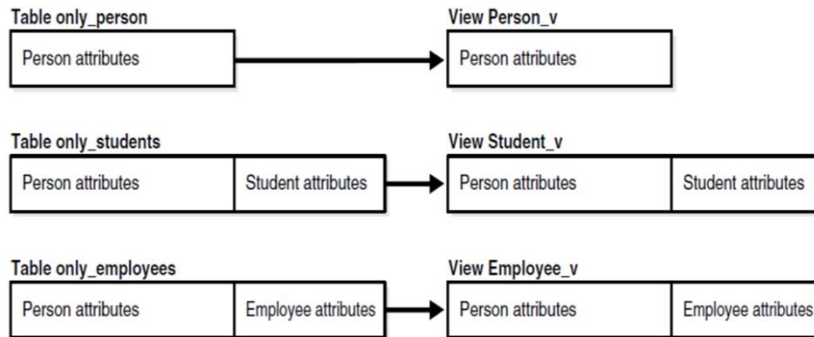 Table only_person View Person_v
Person attributes Person attributes
Table only_students View Student_v
Person attributes Student attributes Person attributes Student attributes
Table only_employees View Employee_v
Person attributes Employee attributes Person attributes Employee attributes